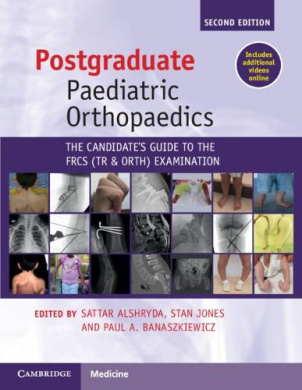 SECOND EDITION
Includes
additional
videos
online
Postgraduate
Paediatric
Orthopaedics
THE CANDIDATE'S GUIDE TO THE
FRCS (TR & ORTH) EXAMINATION
EDITED BY SATTAR ALSHRYDA, STAN JONES
AND PAUL A. BANASZKIEWICZ
CAMBRIDGE Medicine